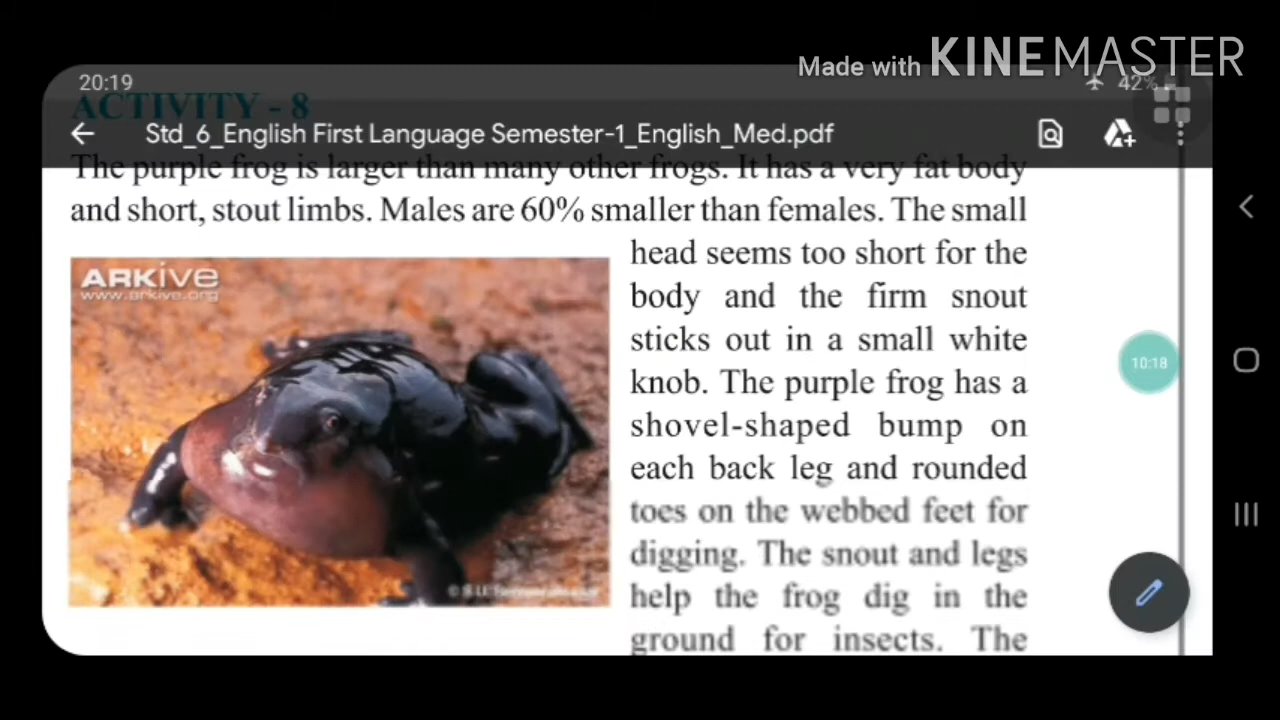 Made with KINEMASTER
20:19
42%
ACTIVITY - 8
Std_6_English First Language Semester-1_English_Med.pdf
The purple frog is larger than many other frogs. It has a very fat body
and short, stout limbs. Males are 60% smaller than females. The small
ARKive
www.arkive.org
head seems too short for the
body and the firm snout
sticks out in a small white
knob. The purple frog has a
shovel-shaped bump on
each back leg and rounded
toes on the webbed feet for
digging. The snout and legs
help the frog dig in the
ground for insects. The
10:18